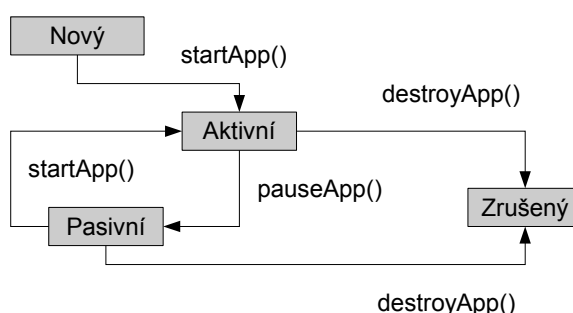 Nový
startApp()
destroyApp()
Aktivní
startApp()
pauseApp()
Pasivní
Zrušený
destroyApp()